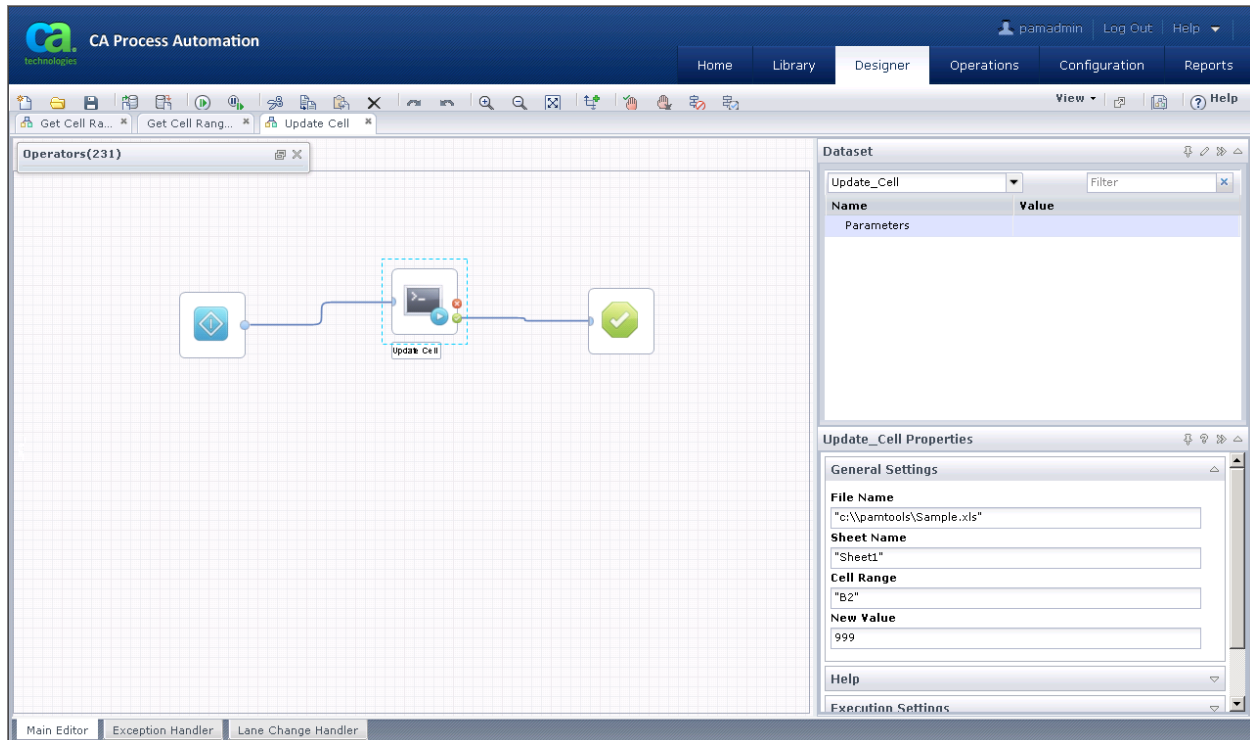 ca.
technologies
CA Process Automation
pamadmin Log Out Help
Home Library Designer Operations Configuration Reports
View Help
Get Cell Ra... Get Cell Rang... Update Cell
Operators(231)
Update Cell
Dataset
Update_Cell Filter
Name Value
Parameters
Update_Cell Properties
General Settings
File Name
"c:\\pamtools\Sample.xls"
Sheet Name
"Sheet1"
Cell Range
"B2"
New Value
999
Help
Execution Settings
Main Editor Exception Handler Lane Change Handler